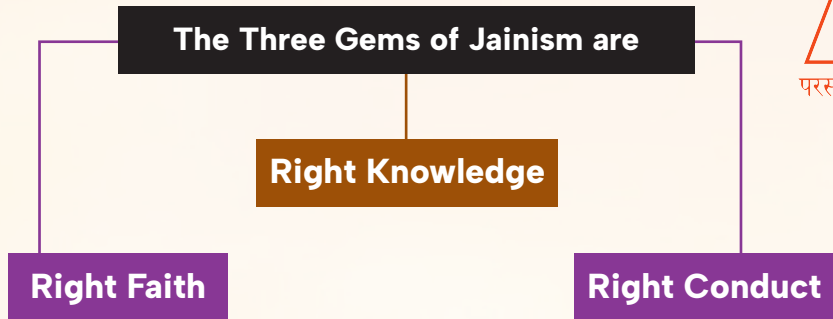 The Three Gems of Jainism are
Right Knowledge
Right Faith
Right Conduct